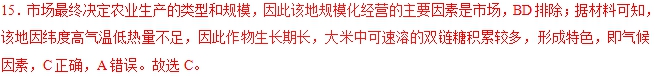 15．市场最终决定农业生产的类型和规模，因此该地规模化经营的主要因素是市场，BD排除；据材料可知，
该地因纬度高气温低热量不足，因此作物生长期长，大米中可速溶的双链糖积累较多，形成特色，即气候
因素，C正确，A错误。故选C。